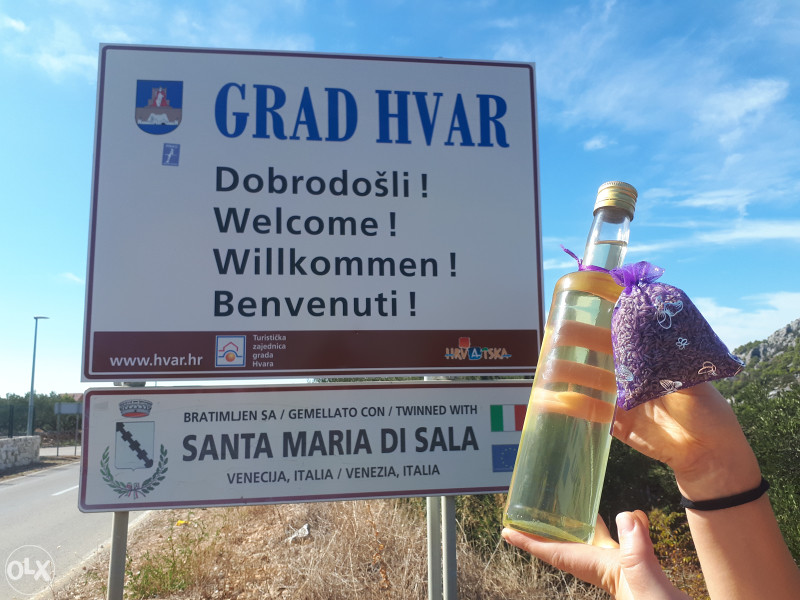 GRAD HVAR
Dobrodošli !
Welcome !
Willkommen !
Benvenuti !
www.hvar.hr
Turistička
zajednica
grada
Hvara
HRVATSKA
BRATIMLJEN SA / GEMELLATO CON / TWINNED WITH
SANTA MARIA DI SALA
VENECIJA, ITALIA / VENEZIA, ITALIA
OLX